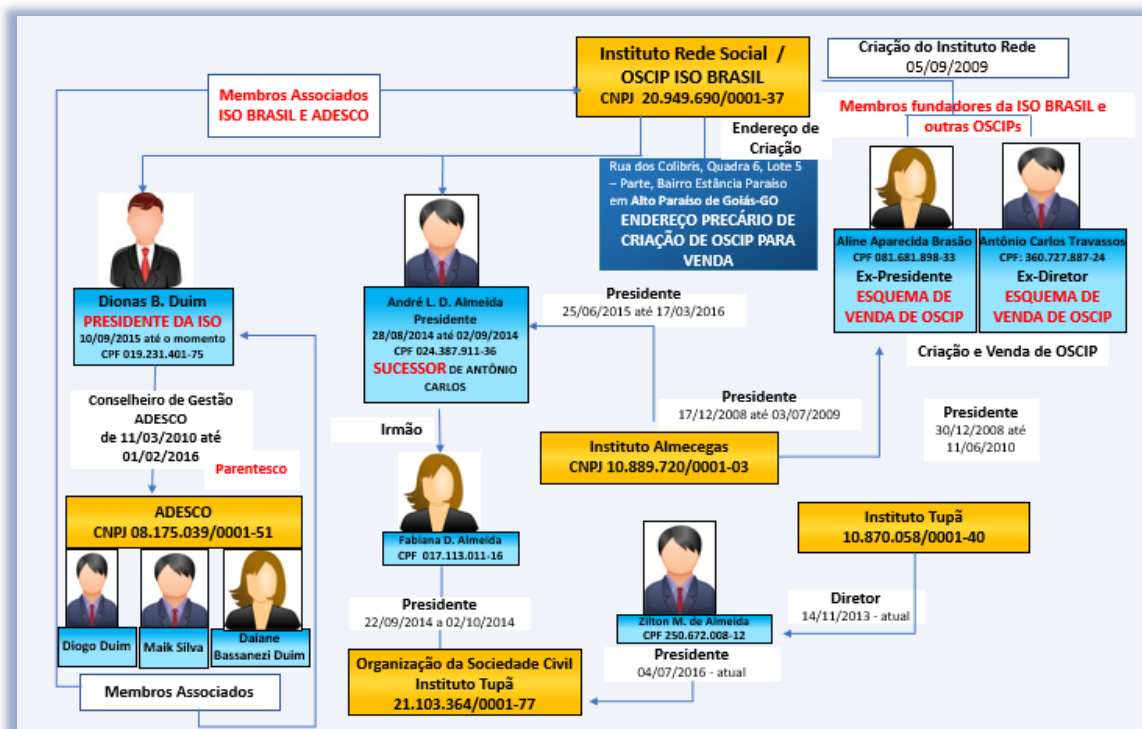 Instituto Rede Social /
OSCIP ISO BRASIL
CNPJ 20.949.690/0001-37
Criação do Instituto Rede
05/09/2009
Membros Associados
ISO BRASIL E ADESCO
Membros fundadores da ISO BRASIL e
outras OSCIPs
Endereço de
Criação
Rua dos Colibris, Quadra 6, Lote 5
– Parte, Bairro Estância Paraíso
em Alto Paraíso de Goiás-GO
ENDEREÇO PRECÁRIO DE
CRIAÇÃO DE OSCIP PARA
VENDA
Aline Aparecida Brasão
CPF 081.681.898-33
Ex-Presidente
ESQUEMA DE
VENDA DE OSCIP
Antônio Carlos Travassos
CPF: 360.727.887-24
Ex-Diretor
ESQUEMA DE
VENDA DE OSCIP
Dionas B. Duim
PRESIDENTE DA ISO
10/09/2015 até o momento
CPF 019.231.401-75
André L. D. Almeida
Presidente
28/08/2014 até 02/09/2014
CPF 024.387.911-36
SUCESSOR DE ANTÔNIO
CARLOS
Presidente
25/06/2015 até 17/03/2016
Criação e Venda de OSCIP
Conselheiro de Gestão
ADESCO
de 11/03/2010 até
01/02/2016
Parentesco
Irmão
Presidente
17/12/2008 até 03/07/2009
Presidente
30/12/2008 até
11/06/2010
Instituto Almecegas
CNPJ 10.889.720/0001-03
ADESCO
CNPJ 08.175.039/0001-51
Fabiana D. Almeida
CPF 017.113.011-16
Instituto Tupã
10.870.058/0001-40
Diogo Duim
Maik Silva
Daiane
Bassanezi Duim
Presidente
22/09/2014 a 02/10/2014
Zilton M. de Almeida
CPF 250.672.008-12
Diretor
14/11/2013 - atual
Presidente
04/07/2016 - atual
Organização da Sociedade Civil
Instituto Tupã
21.103.364/0001-77
Membros Associados